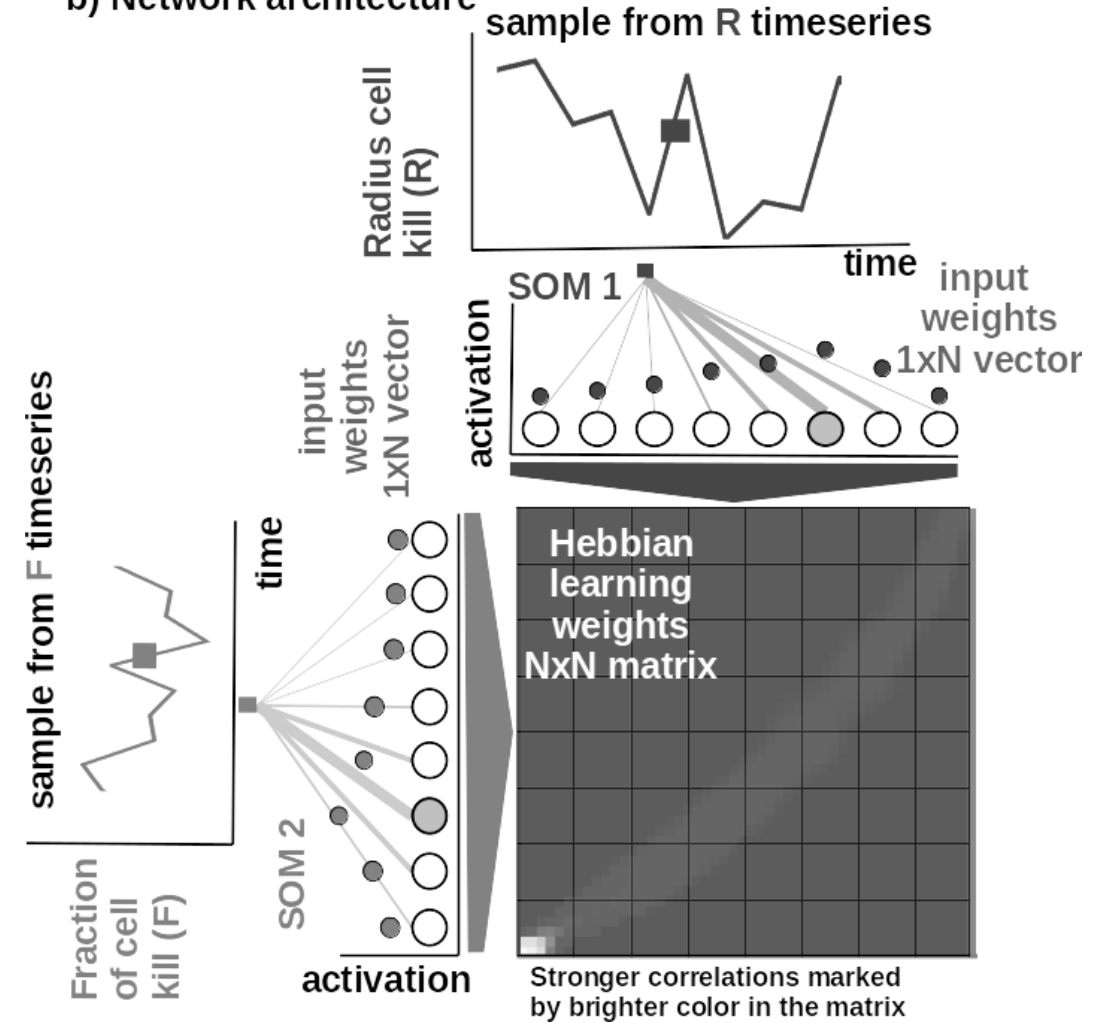 b) Network architecture
sample from R timeseries
Radius cell
kill (R)
time
SOM 1
input
weights
1xN vector
activation
input
weights
1xN vector
sample from F timeseries
time
Hebbian
learning
weights
NxN matrix
SOM 2
Fraction
of cell
kill (F)
activation
Stronger correlations marked
by brighter color in the matrix